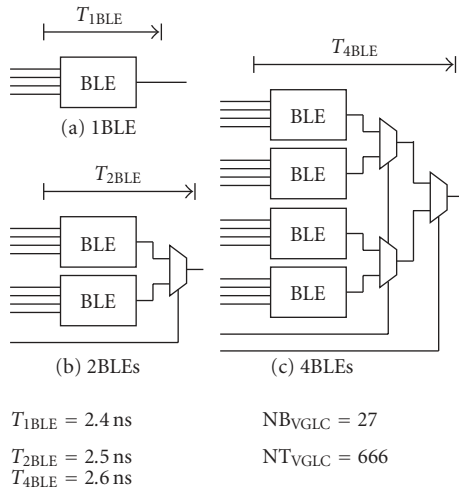 T1BLE
BLE
(a) 1BLE
T2BLE
BLE
BLE
(b) 2BLEs
T4BLE
BLE
BLE
BLE
BLE
(c) 4BLEs
T1BLE = 2.4 ns
T2BLE = 2.5 ns
T4BLE = 2.6 ns
NBVGLC = 27
NTVGLC = 666